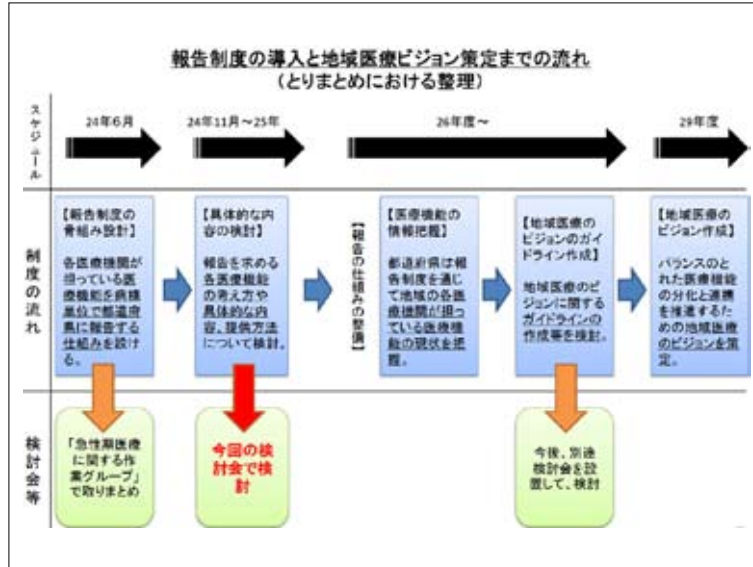 報告制度の導入と地域医療ビジョン策定までの流れ
(とりまとめにおける整理)
スケジュール
24年6月
24年11月～25年
26年度～
29年度
制度の流れ
【報告制度の
骨組み設計】
各医療機関が
担っている医
療機能を病棟
単位で都道府
県に報告する
仕組みを設け
る。
【具体的な内
容の検討】
報告を求める
各医療機能
の考え方や
具体的な内
容、提供方法
について検討。
【報告の仕組みの整備】
【医療機能の
情報把握】
都道府県は報
告制度を通じ
て地域の各医
療機関が担っ
ている医療機
能の現状を把
握。
【地域医療の
ビジョンのガイ
ドライン作成】
地域医療のビ
ジョンに関する
ガイドラインの
作成等を検討。
【地域医療の
ビジョン作成】
バランスのと
れた医療機能
の分化と連携
を推進するた
めの地域医療
のビジョンを策
定。
検討会等
「急性期医療
に関する作
業グループ」
で取りまとめ
今回の検
討会で検
討
今後、別途
検討会を設
置して、検討